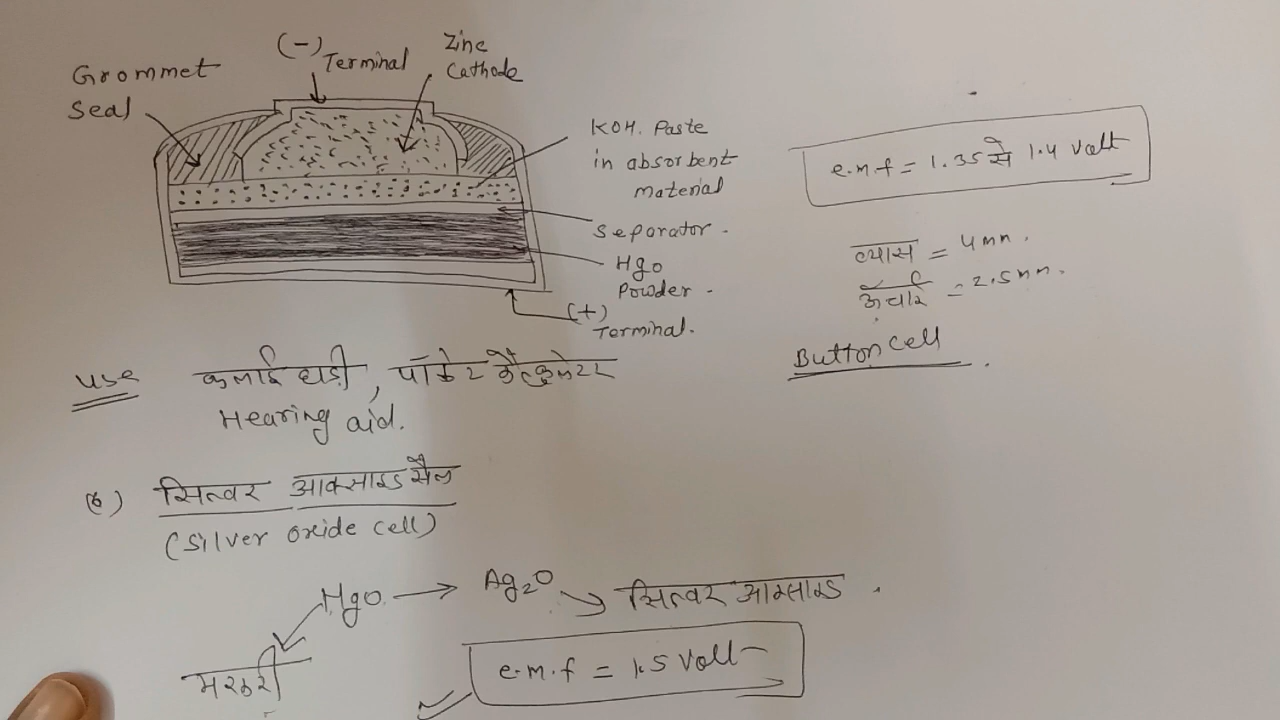 Grommet
Seal
(-) Terminal
Zinc
Cathode
KOH. Paste
in absorbent
material
Separator.
HgO
Powder.
(+)
Terminal.
e.m.f = 1.35 से 1.4 volt
व्यास = 4mm.
ऊचाई = 2.5mm.
Button cell.
use कलाई घड़ी, पॉकेट कैल्कुलेटर
Hearing aid.
(6) सिल्वर आक्साइड सैल
(Silver oxide cell)
HgO → Ag2O → सिल्वर आक्साइड.
मरकरी
e.m.f = 1.5 Volt